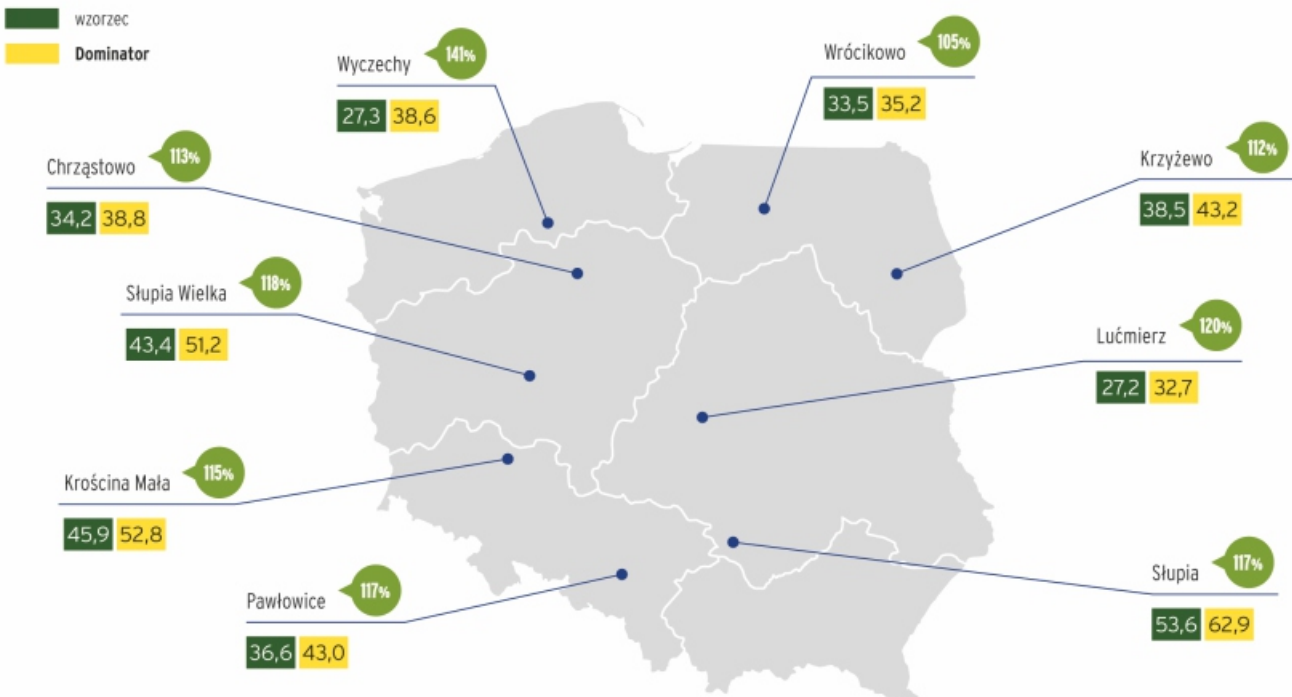 wzorzec
Dominator
Wyczechy 141%
27,3 38,6
Wrócikowo 105%
33,5 35,2
Chrząstowo 113%
34,2 38,8
Krzyżewo 112%
38,5 43,2
Słupia Wielka 118%
43,4 51,2
Lućmierz 120%
27,2 32,7
Krościna Mała 115%
45,9 52,8
Słupia 117%
53,6 62,9
Pawłowice 117%
36,6 43,0